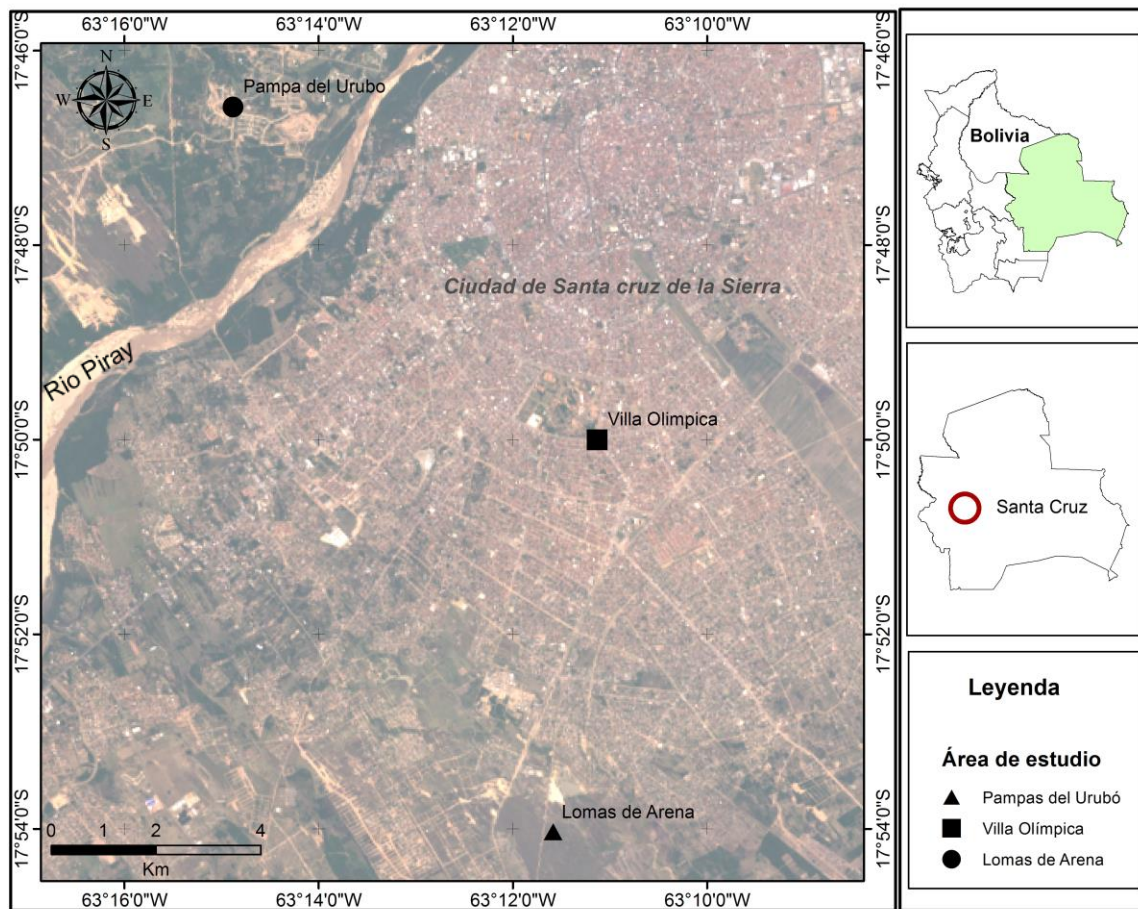 63°16'0"W 63°14'0"W 63°12'0"W 63°10'0"W
17°46'0"S
17°46'0"S
N
W E
S
Pampa del Urubo
17°48'0"S
17°48'0"S
Ciudad de Santa cruz de la Sierra
Rio Piray
Villa Olimpica
17°50'0"S
17°50'0"S
17°52'0"S
17°52'0"S
Lomas de Arena
17°54'0"S
17°54'0"S
0 2 4
Km
63°16'0"W 63°14'0"W 63°12'0"W 63°10'0"W
Bolivia
Santa Cruz
Leyenda
Área de estudio
Pampas del Urubó
Villa Olímpica
Lomas de Arena